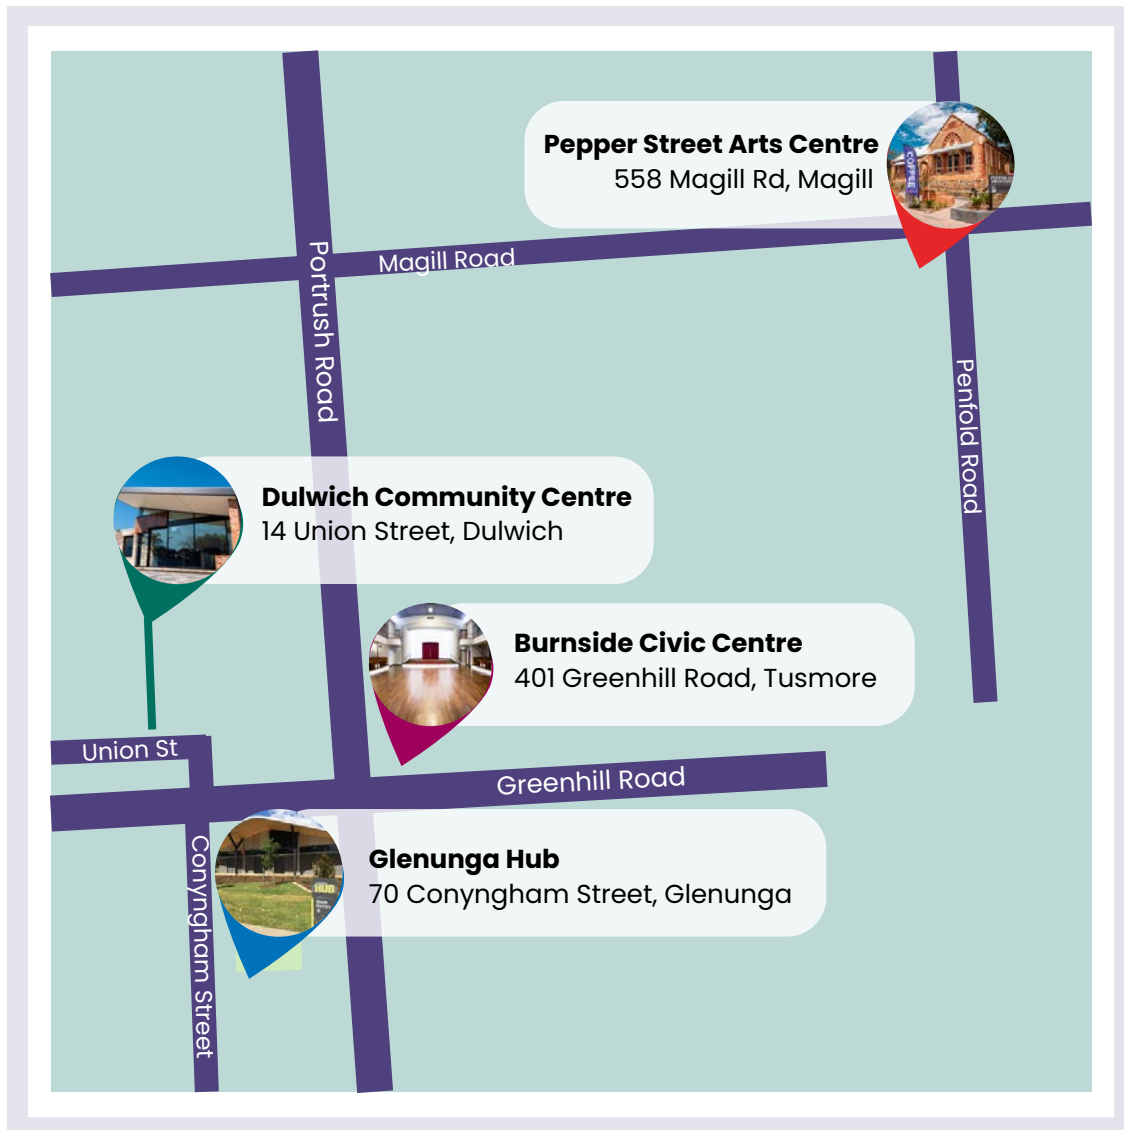 Pepper Street Arts Centre
558 Magill Rd, Magill
COFFEE
Magill Road
Portrush Road
Penfold Road
Dulwich Community Centre
14 Union Street, Dulwich
Burnside Civic Centre
401 Greenhill Road, Tusmore
Union St
Greenhill Road
Conyngham Street
Glenunga Hub
70 Conyngham Street, Glenunga
HUB